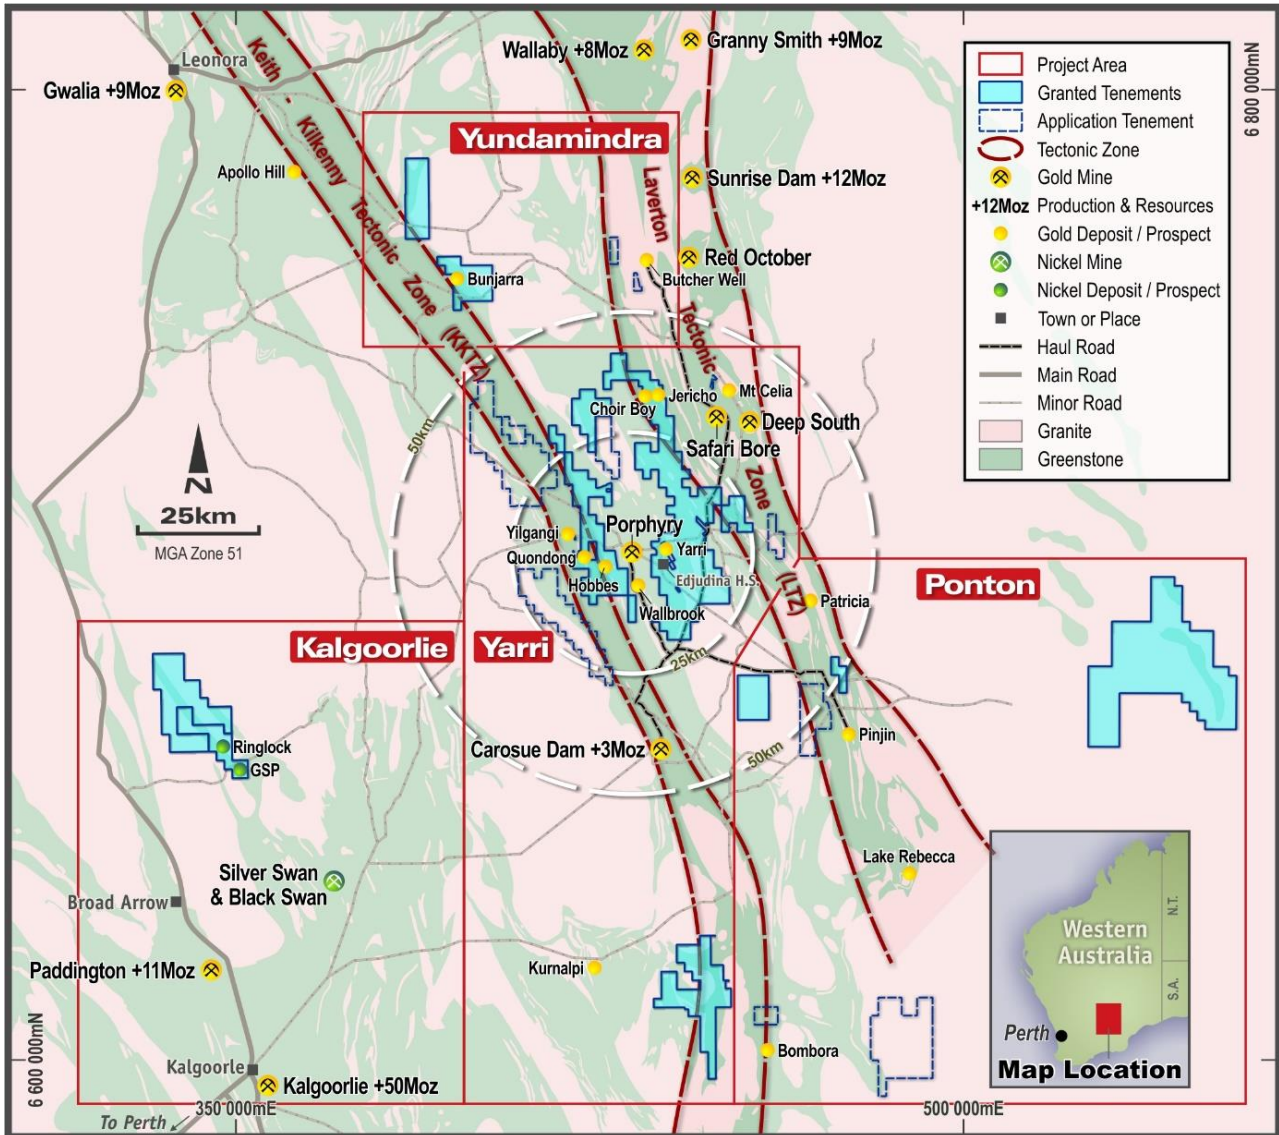 Leonora
Gwalia +9Moz
Keith - Kilkenny Tectonic Zone (KKTZ)
Apollo Hill
Yundamindra
Wallaby +8Moz
Granny Smith +9Moz
Sunrise Dam +12Moz
Laverton Tectonic Zone (LTZ)
Red October
Butcher Well
Bunjarra
Project Area
Granted Tenements
Application Tenement
Tectonic Zone
Gold Mine
+12Moz Production & Resources
Gold Deposit / Prospect
Nickel Mine
Nickel Deposit / Prospect
Town or Place
Haul Road
Main Road
Minor Road
Granite
Greenstone
6 800 000mN
N
25km
MGA Zone 51
50km
Choir Boy
Jericho
Mt Celia
Deep South
Safari Bore
Porphyry
Yilgangi
Quondong
Hobbes
Yarri
Edjudina H.S.
Wallbrook
Patricia
Ponton
Kalgoorlie
Yarri
25km
Ringlock
GSP
Carosue Dam +3Moz
50km
Pinjin
Silver Swan
& Black Swan
Lake Rebecca
Broad Arrow
Paddington +11Moz
Kurnalpi
Bombora
Kalgoorle
Kalgoorlie +50Moz
To Perth
6 600 000mN
350 000mE
500 000mE
Western
Australia
N.T.
S.A.
Perth
Map Location